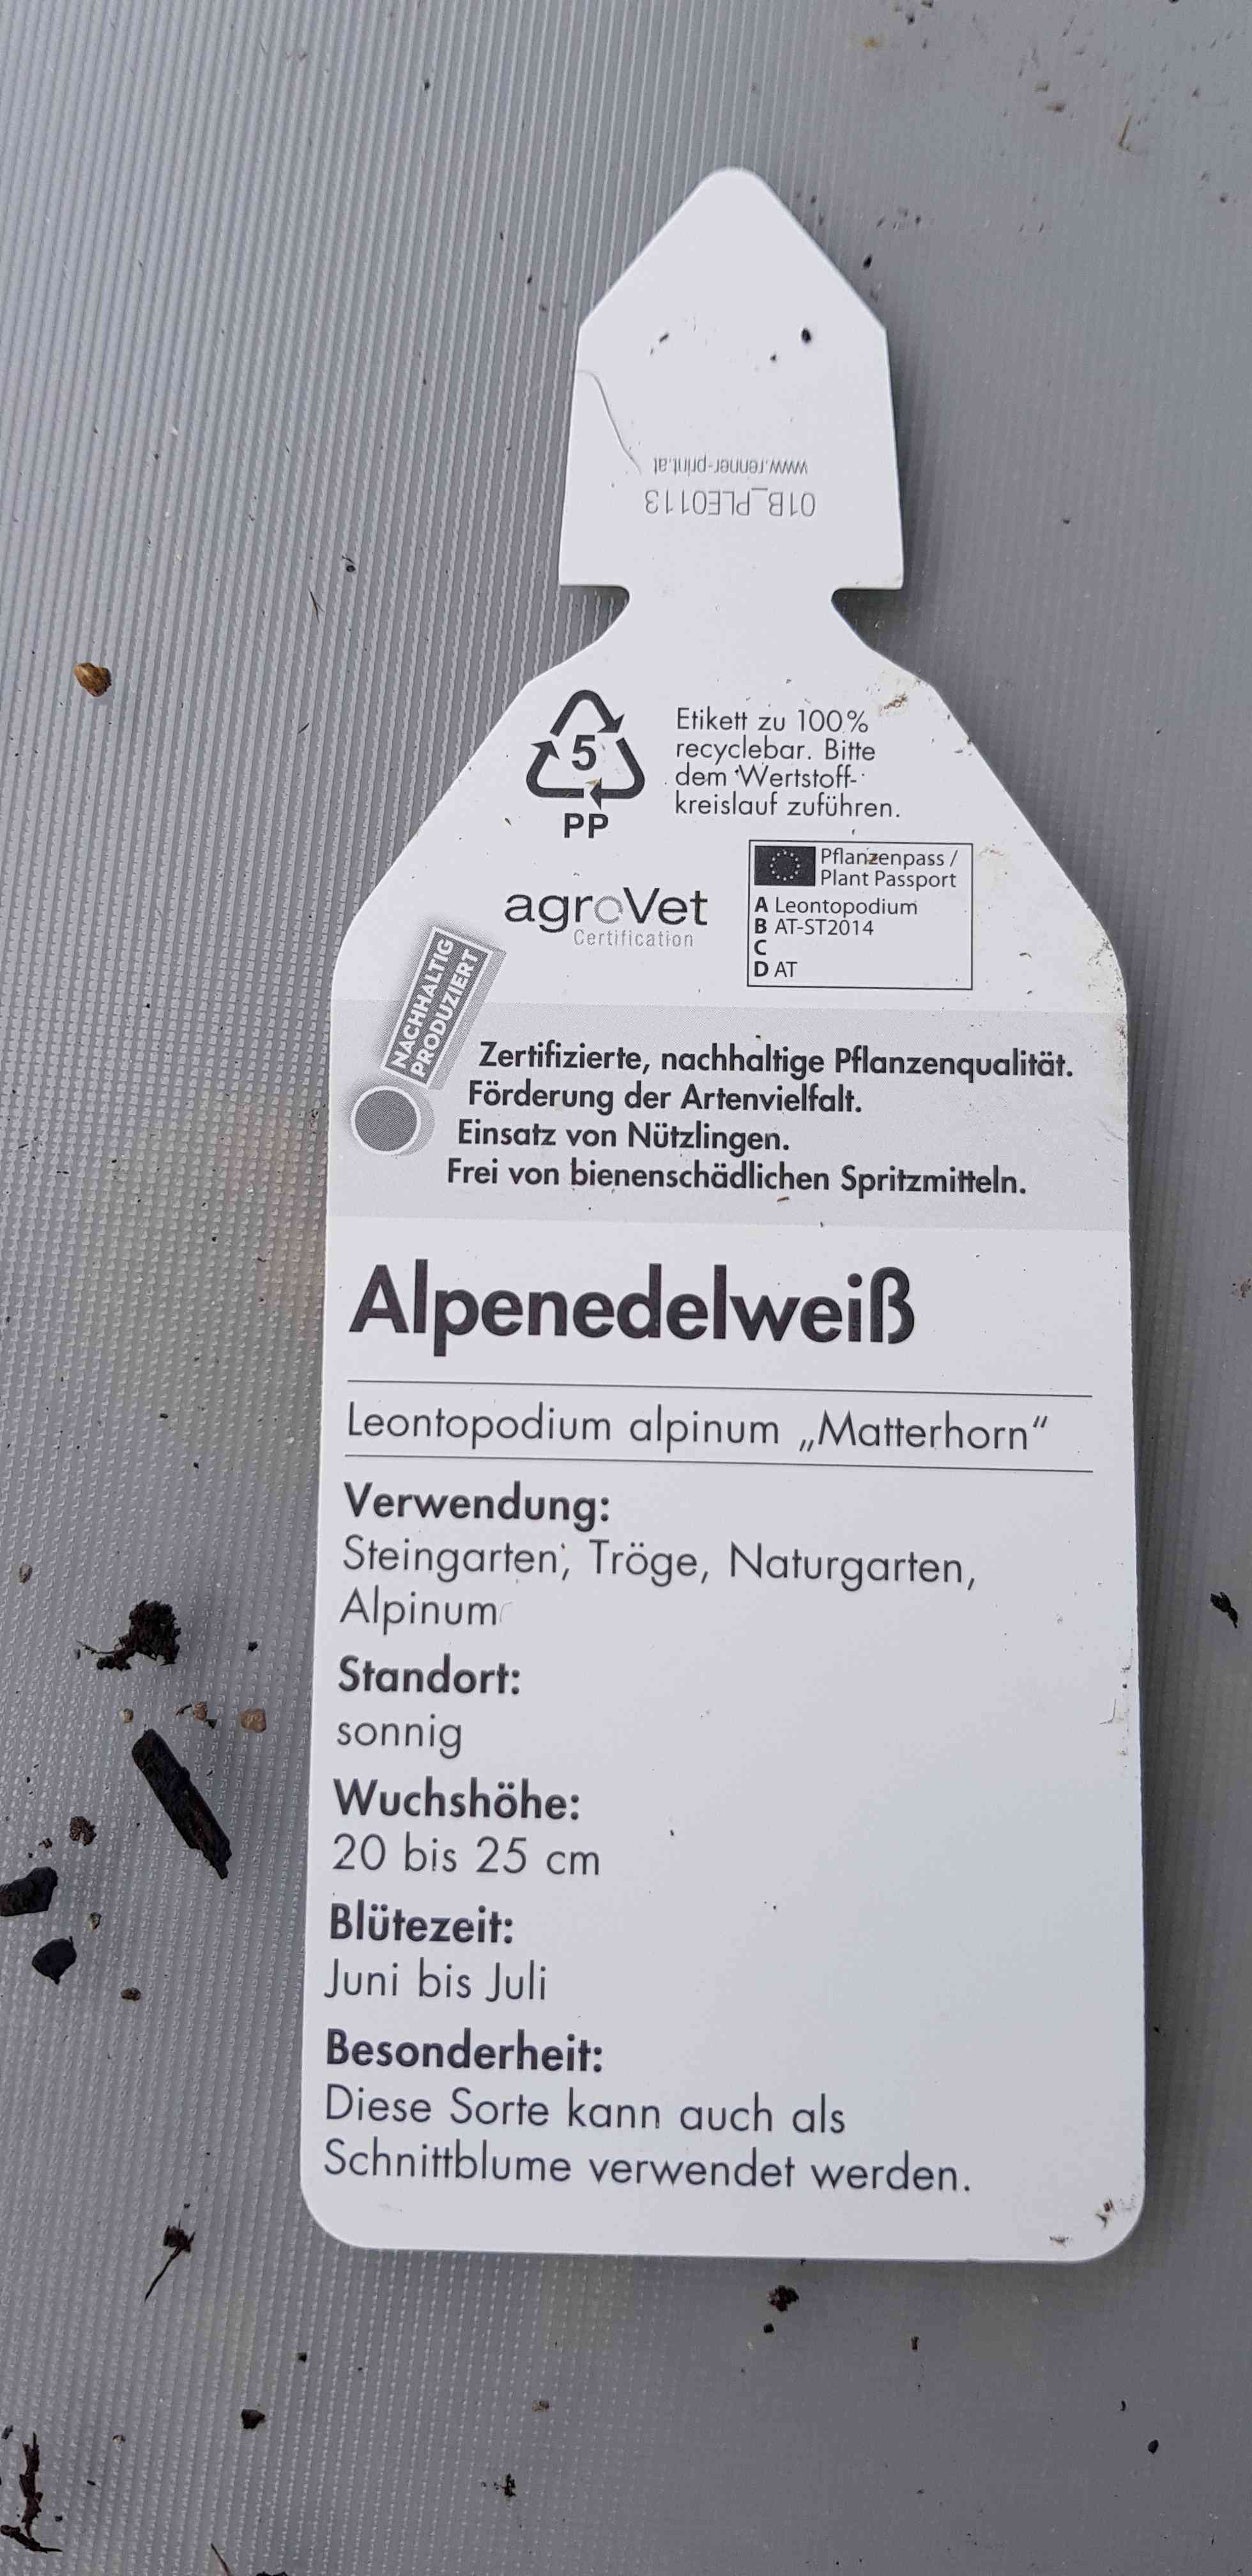 www.renner-print.at
01B_PLE0113
5
PP
Etikett zu 100%
recyclebar. Bitte
dem Wertstoff-
kreislauf zuführen.
agroVet
Certification
Pflanzenpass /
Plant Passport
A Leontopodium
B AT-ST2014
C
D AT
NACHHALTIG
PRODUZIERT
Zertifizierte, nachhaltige Pflanzenqualität.
Förderung der Artenvielfalt.
Einsatz von Nützlingen.
Frei von bienenschädlichen Spritzmitteln.
Alpenedelweiß
Leontopodium alpinum „Matterhorn“
Verwendung:
Steingarten, Tröge, Naturgarten,
Alpinum
Standort:
sonnig
Wuchshöhe:
20 bis 25 cm
Blütezeit:
Juni bis Juli
Besonderheit:
Diese Sorte kann auch als
Schnittblume verwendet werden.